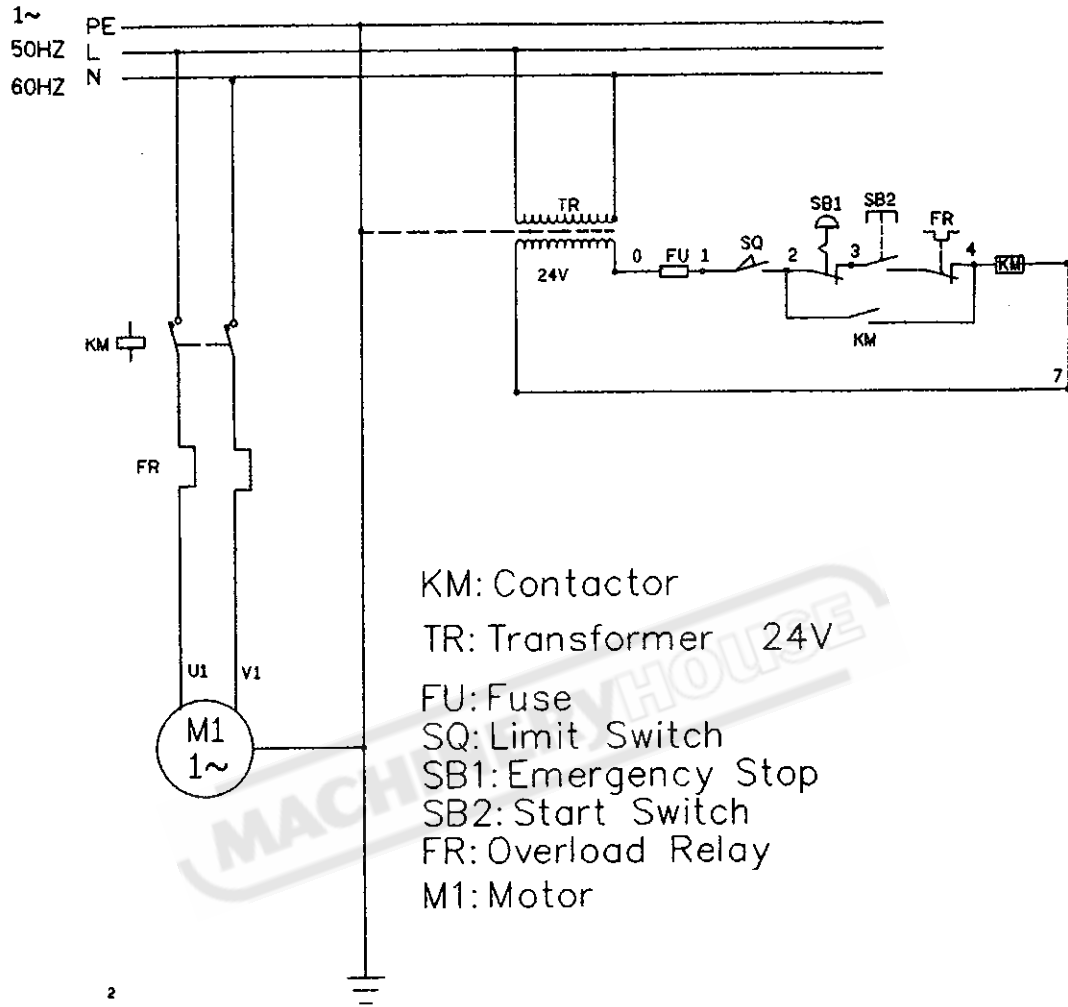 1~
PE
50HZ L
60HZ N
TR
24V
0 FU 1 SQ 2 SB1 3 SB2 FR 4 KM
KM
7
KM
FR
U1 V1
M1
1~
KM: Contactor
TR: Transformer 24V
FU: Fuse
SQ: Limit Switch
SB1: Emergency Stop
SB2: Start Switch
FR: Overload Relay
M1: Motor
MACHINERYHOUSE
2